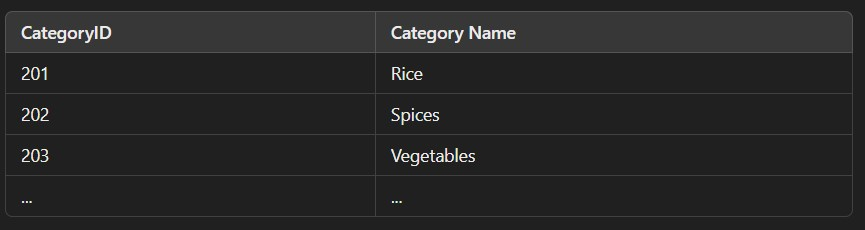 CategoryID Category Name
201 Rice
202 Spices
203 Vegetables
... ...